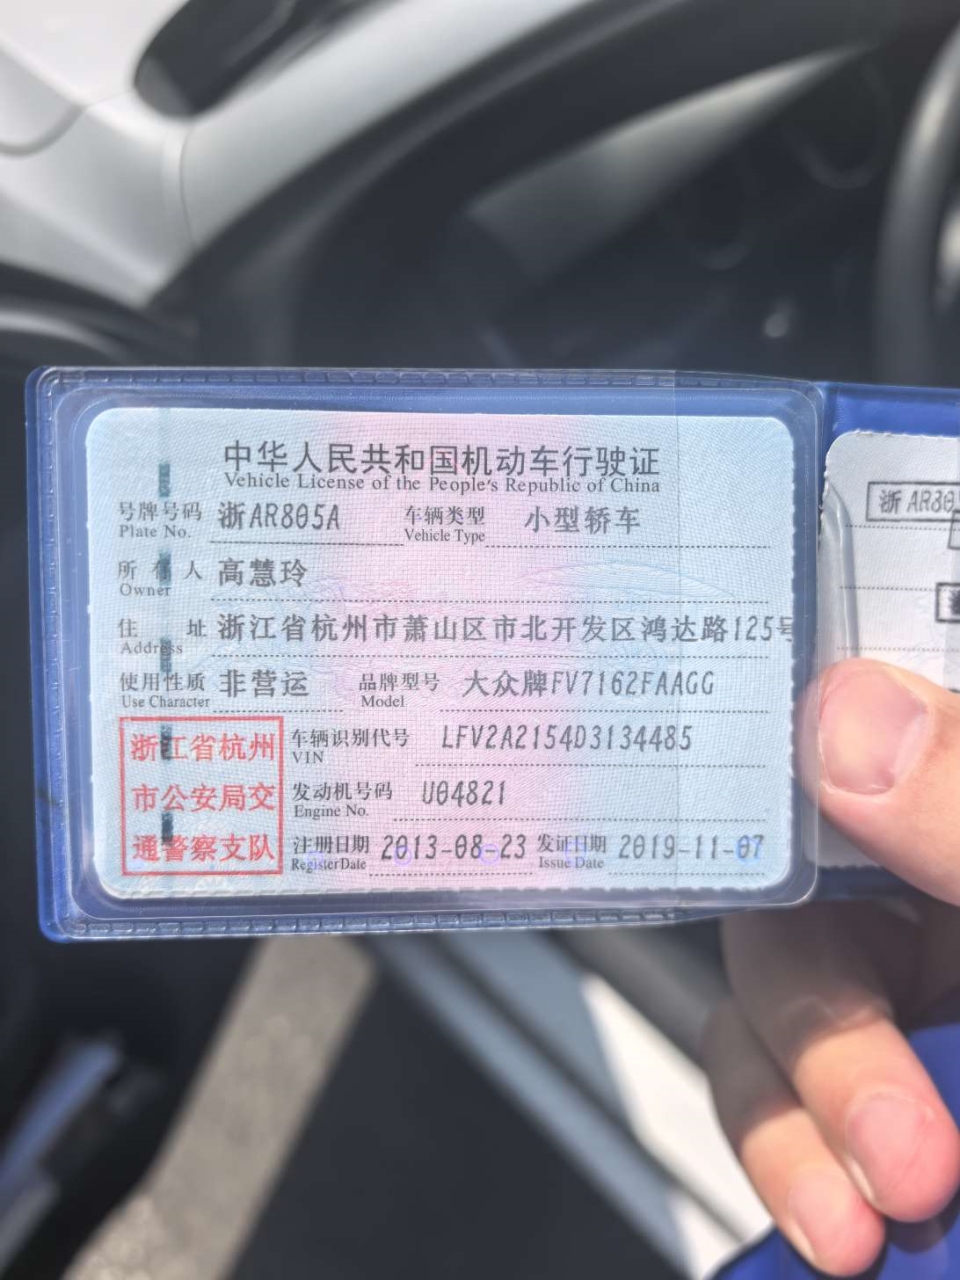 中华人民共和国机动车行驶证
Vehicle License of the People's Republic of China
号牌号码 浙AR805A 车辆类型 小型轿车
Plate No. Vehicle Type
所有人 高慧玲
Owner
住址 浙江省杭州市萧山区市北开发区鸿达路125号
Address
使用性质 非营运 品牌型号 大众牌FV7162FAAGG
Use Character Model
浙江省杭州
市公安局交
通警察支队
车辆识别代号 LFV2A2154D3134485
VIN
发动机号码 U04821
Engine No.
注册日期 2013-08-23 发证日期 2019-11-07
Register Date Issue Date
浙AR80